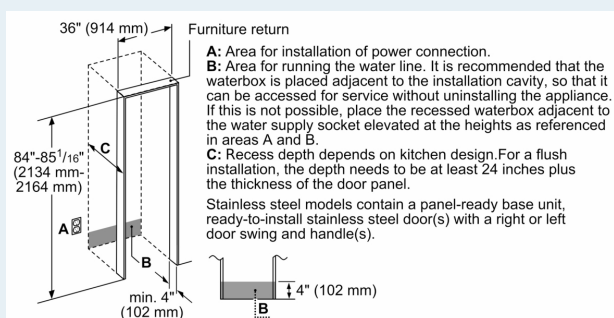 36" (914 mm)
Furniture return
A: Area for installation of power connection.
B: Area for running the water line. It is recommended that the
waterbox is placed adjacent to the installation cavity, so that it
can be accessed for service without uninstalling the appliance.
If this is not possible, place the recessed waterbox adjacent to
the water supply socket elevated at the heights as referenced
in areas A and B.
C: Recess depth depends on kitchen design.For a flush
installation, the depth needs to be at least 24 inches plus
the thickness of the door panel.
Stainless steel models contain a panel-ready base unit,
ready-to-install stainless steel door(s) with a right or left
door swing and handle(s).
C
84"-85 1/16"
(2134 mm-
2164 mm)
A
B
min. 4"
(102 mm)
4" (102 mm)
B